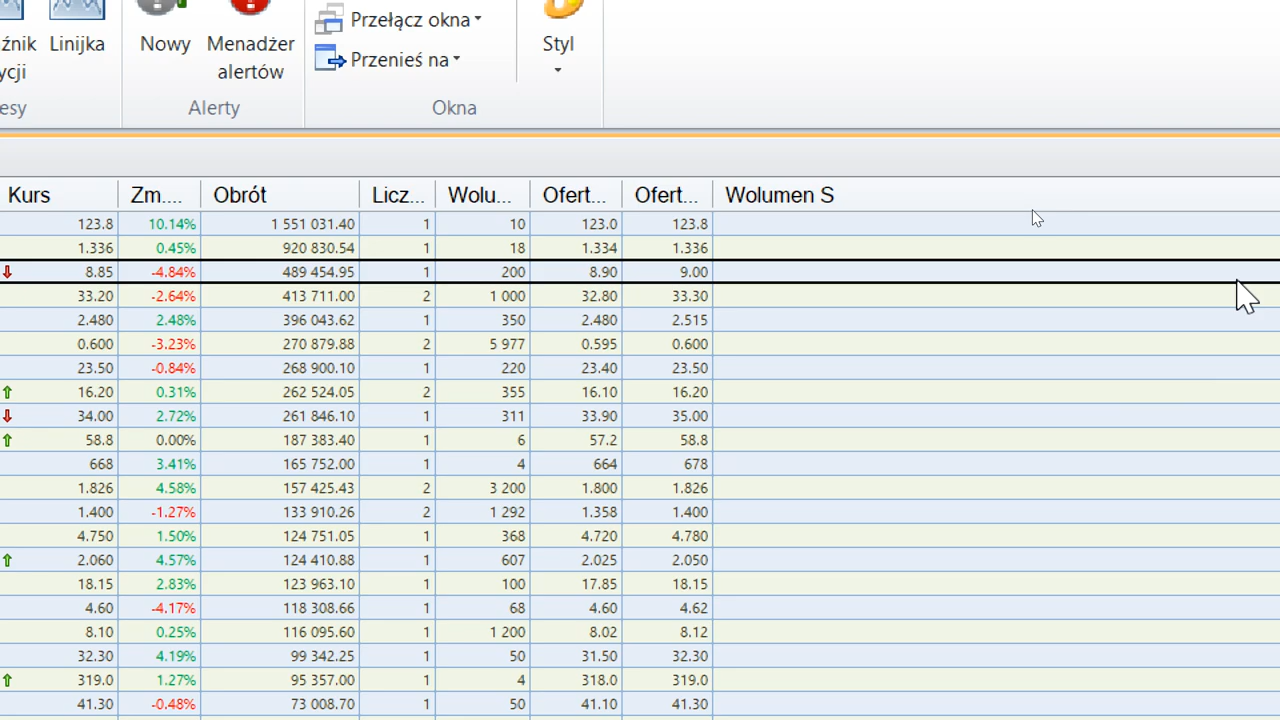 Przełącz okna
źnik Linijka Nowy Menadżer Przenieś na Styl
ycji alertów
esy Alerty Okna
Kurs Zm.... Obrót Licz... Wolu... Ofert... Ofert... Wolumen S
123.8 10.14% 1 551 031.40 1 10 123.0 123.8
1.336 0.45% 920 830.54 1 18 1.334 1.336
8.85 -4.84% 489 454.95 1 200 8.90 9.00
33.20 -2.64% 413 711.00 2 1 000 32.80 33.30
2.480 2.48% 396 043.62 1 350 2.480 2.515
0.600 -3.23% 270 879.88 2 5 977 0.595 0.600
23.50 -0.84% 268 900.10 1 220 23.40 23.50
16.20 0.31% 262 524.05 2 355 16.10 16.20
34.00 2.72% 261 846.10 1 311 33.90 35.00
58.8 0.00% 187 383.40 1 6 57.2 58.8
668 3.41% 165 752.00 1 4 664 678
1.826 4.58% 157 425.43 2 3 200 1.800 1.826
1.400 -1.27% 133 910.26 2 1 292 1.358 1.400
4.750 1.50% 124 751.05 1 368 4.720 4.780
2.060 4.57% 124 410.88 1 607 2.025 2.050
18.15 2.83% 123 963.10 1 100 17.85 18.15
4.60 -4.17% 118 308.66 1 68 4.60 4.62
8.10 0.25% 116 095.60 1 1 200 8.02 8.12
32.30 4.19% 99 342.25 1 50 31.50 32.30
319.0 1.27% 95 357.00 1 4 318.0 319.0
41.30 -0.48% 73 008.70 1 50 41.10 41.30